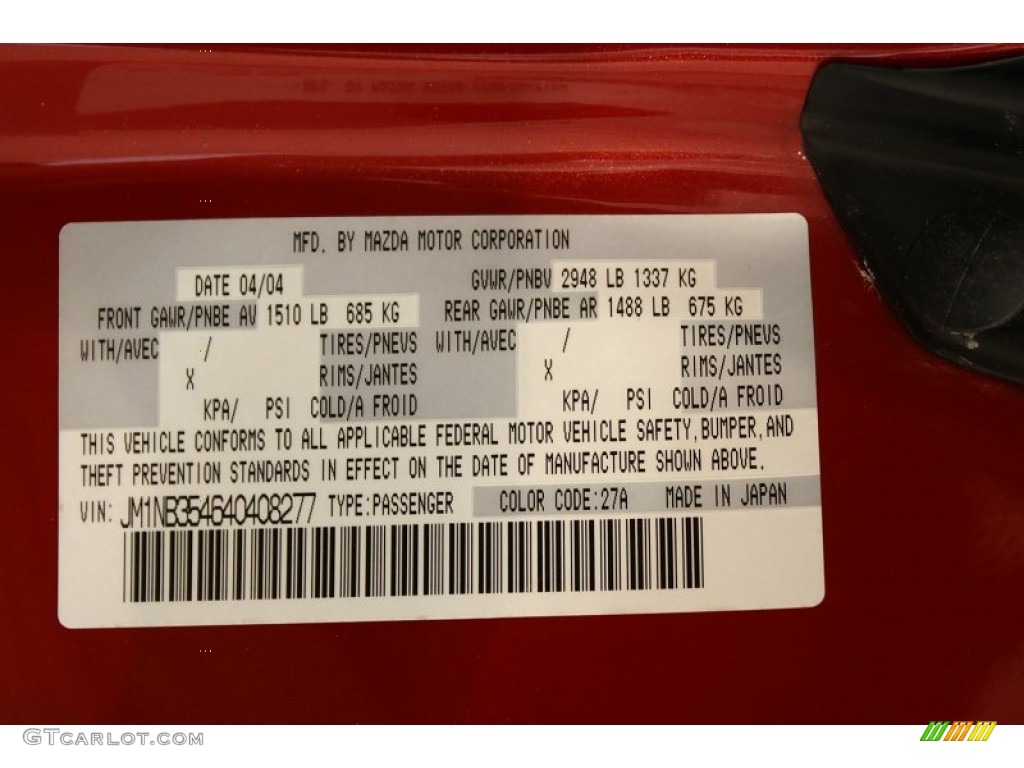 MFD. BY MAZDA MOTOR CORPORATION
DATE 04/04 GVWR/PNBV 2948 LB 1337 KG
FRONT GAWR/PNBE AV 1510 LB 685 KG REAR GAWR/PNBE AR 1488 LB 675 KG
WITH/AVEC / TIRES/PNEUS WITH/AVEC / TIRES/PNEUS
X RIMS/JANTES X RIMS/JANTES
KPA/ PSI COLD/A FROID KPA/ PSI COLD/A FROID
THIS VEHICLE CONFORMS TO ALL APPLICABLE FEDERAL MOTOR VEHICLE SAFETY, BUMPER, AND
THEFT PREVENTION STANDARDS IN EFFECT ON THE DATE OF MANUFACTURE SHOWN ABOVE.
VIN: JM1NB354640408277 TYPE:PASSENGER COLOR CODE:27A MADE IN JAPAN
GTCARLOT.COM